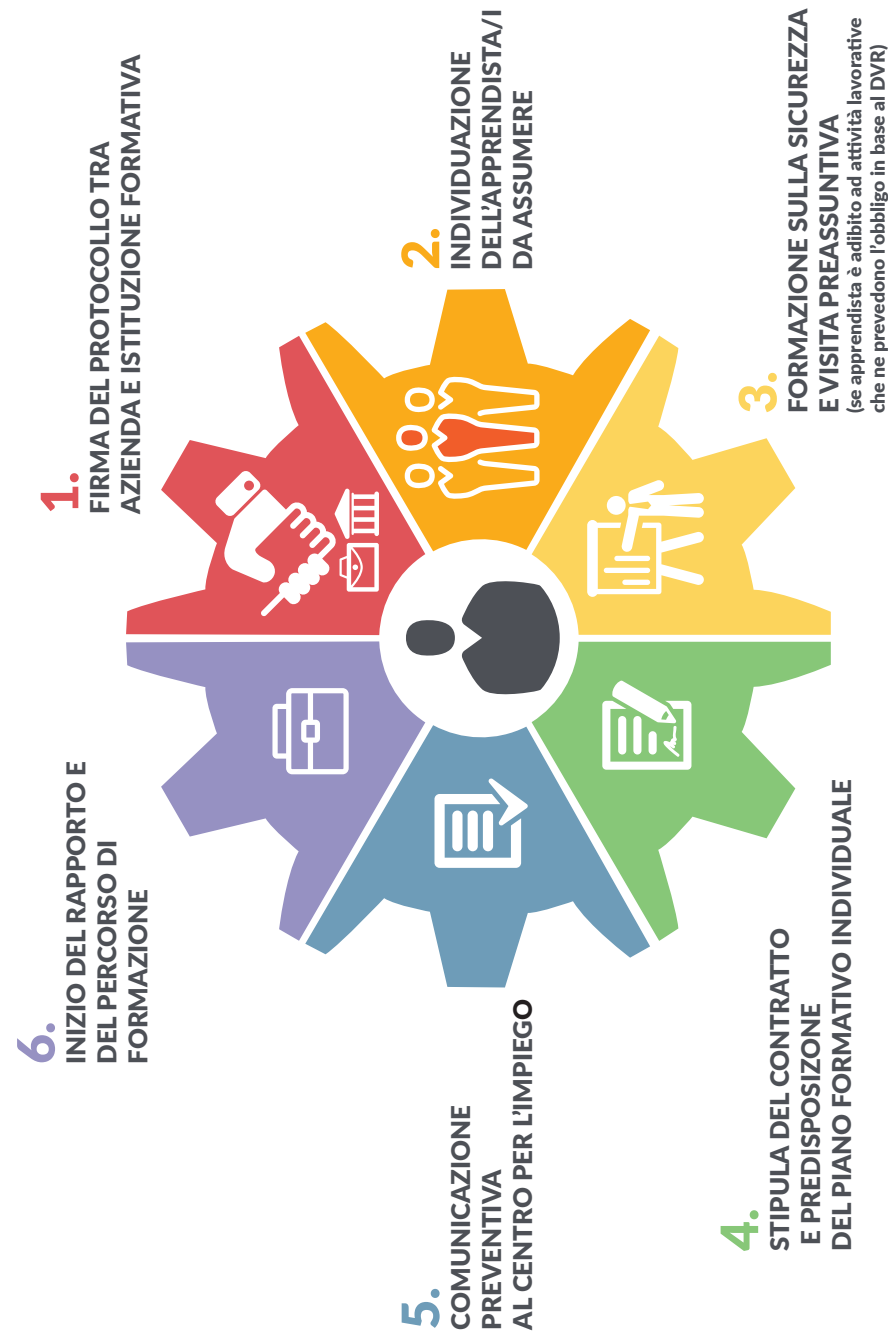 1.
FIRMA DEL PROTOCOLLO TRA
AZIENDA E ISTITUZIONE FORMATIVA
2.
INDIVIDUAZIONE
DELL'APPRENDISTA/I
DA ASSUMERE
3.
FORMAZIONE SULLA SICUREZZA
E VISITA PREASSUNTIVA
(se apprendista è adibito ad attività lavorative
che ne prevedono l'obbligo in base al DVR)
4.
STIPULA DEL CONTRATTO
E PREDISPOSIZONE
DEL PIANO FORMATIVO INDIVIDUALE
5.
COMUNICAZIONE
PREVENTIVA
AL CENTRO PER L'IMPIEGO
6.
INIZIO DEL RAPPORTO E
DEL PERCORSO DI
FORMAZIONE